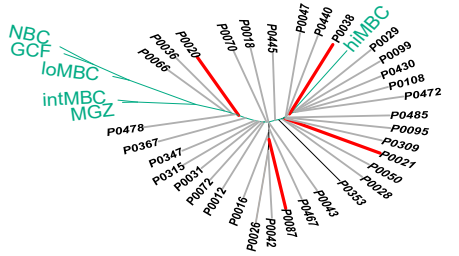 NBC
GCF
loMBC
intMBC
MGZ
P0066
P0036
P0020
P0070
P0018
P0445
P0047
P0440
P0038
hiMBC
P0029
P0099
P0430
P0108
P0472
P0485
P0095
P0309
P0021
P0050
P0028
P0353
P0043
P0467
P0087
P0042
P0026
P0016
P0012
P0072
P0031
P0315
P0347
P0367
P0478